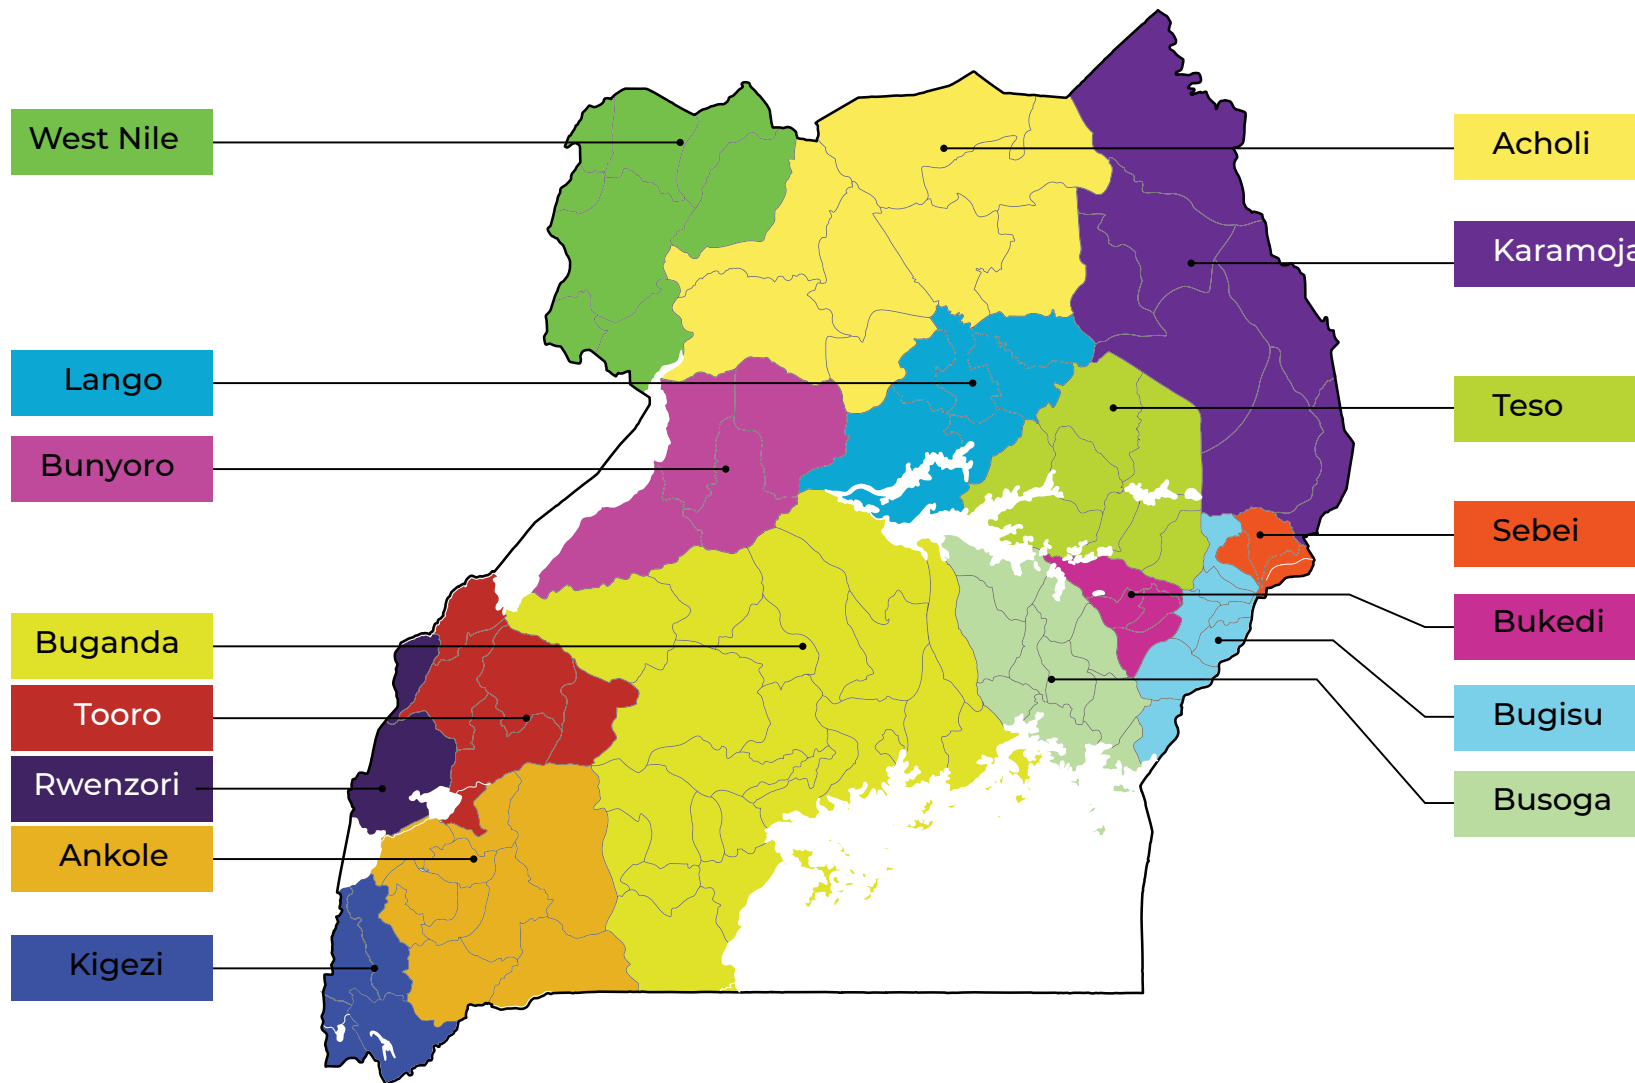 West Nile
Lango
Bunyoro
Buganda
Tooro
Rwenzori
Ankole
Kigezi
Acholi
Karamoja
Teso
Sebei
Bukedi
Bugisu
Busoga